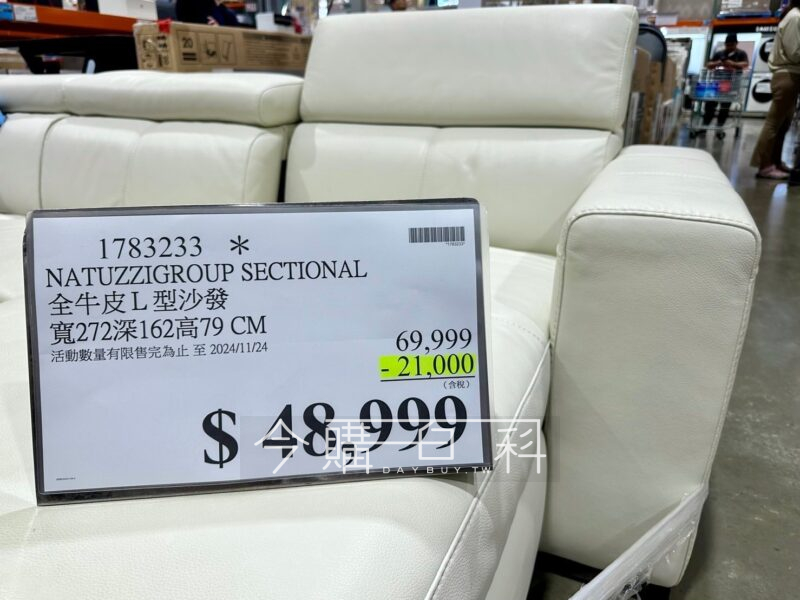 1783233 *
*1783233*
NATUZZIGROUP SECTIONAL
全牛皮L型沙發
寬272深162高79 CM
活動數量有限售完為止 至 2024/11/24
69,999
- 21,000
(含稅)
$ 48,999
今購百科
DAYBUY.TW
20